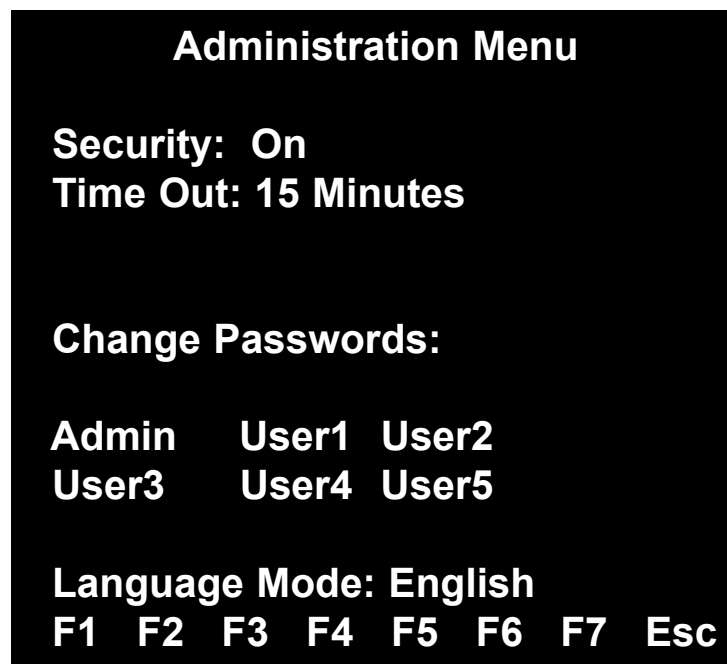 Administration Menu
Security: On
Time Out: 15 Minutes
Change Passwords:
Admin User1 User2
User3 User4 User5
Language Mode: English
F1 F2 F3 F4 F5 F6 F7 Esc